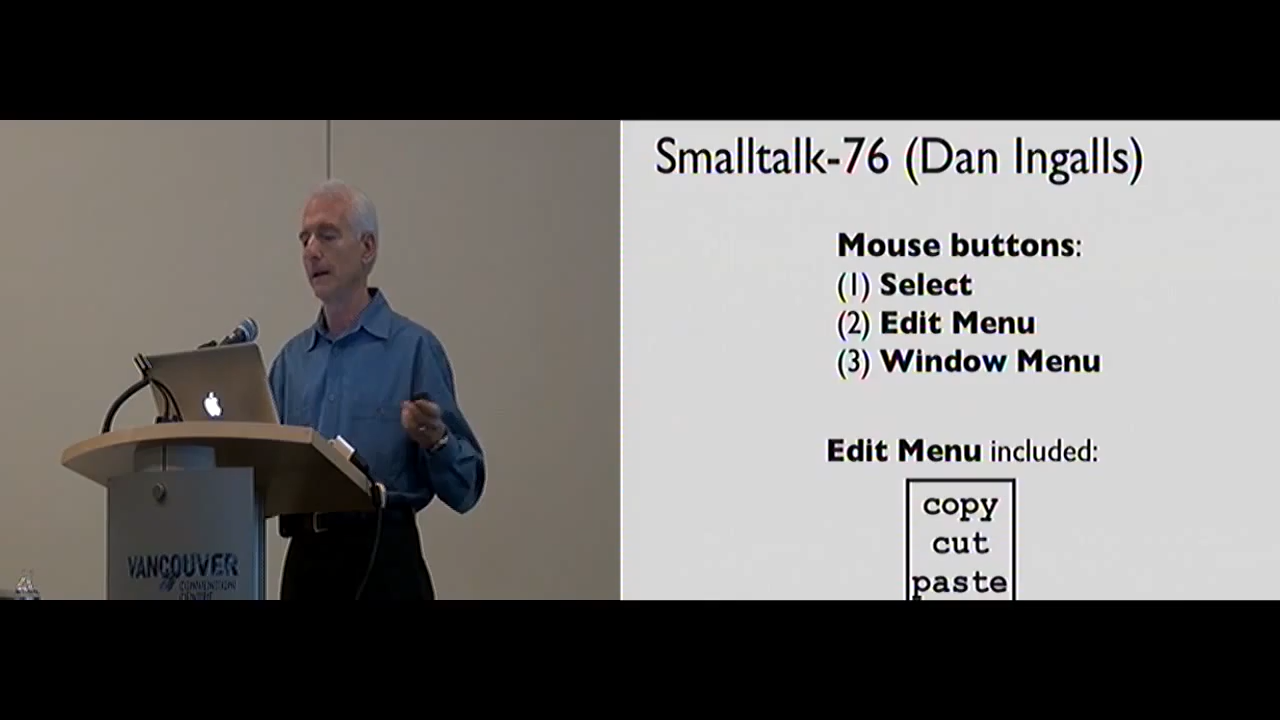 VANCOUVER
CONVENTION
CENTRE
Smalltalk-76 (Dan Ingalls)
Mouse buttons:
(1) Select
(2) Edit Menu
(3) Window Menu
Edit Menu included:
copy
cut
paste